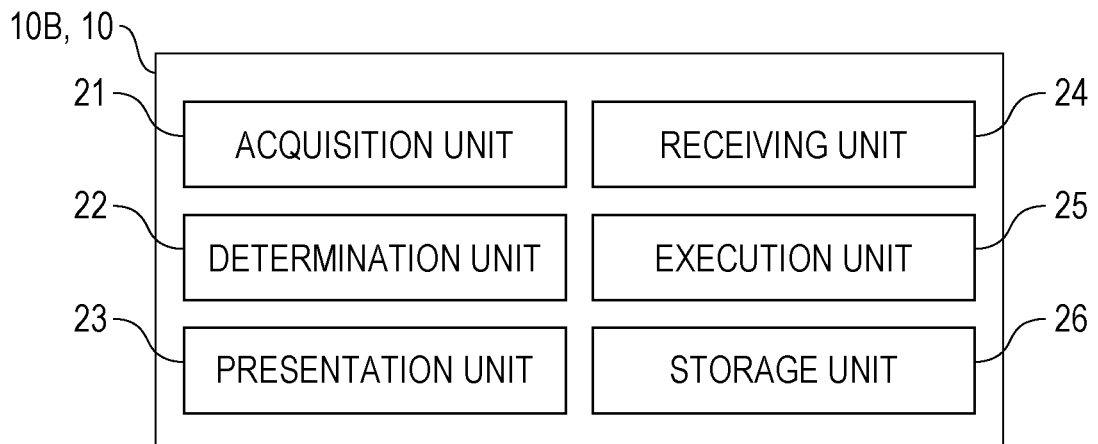 10B, 10
21 ACQUISITION UNIT RECEIVING UNIT 24
22 DETERMINATION UNIT EXECUTION UNIT 25
23 PRESENTATION UNIT STORAGE UNIT 26